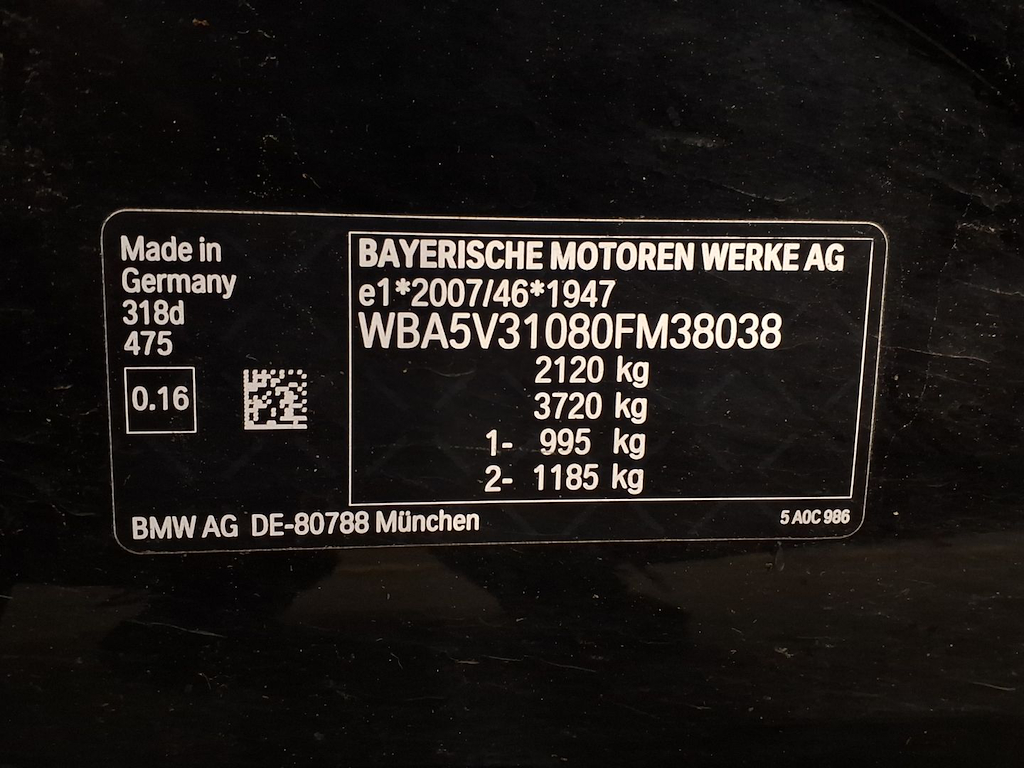 Made in
Germany
318d
475
0.16
BAYERISCHE MOTOREN WERKE AG
e1*2007/46*1947
WBA5V31080FM38038
2120 kg
3720 kg
1- 995 kg
2- 1185 kg
BMW AG DE-80788 München
5 A0C 986